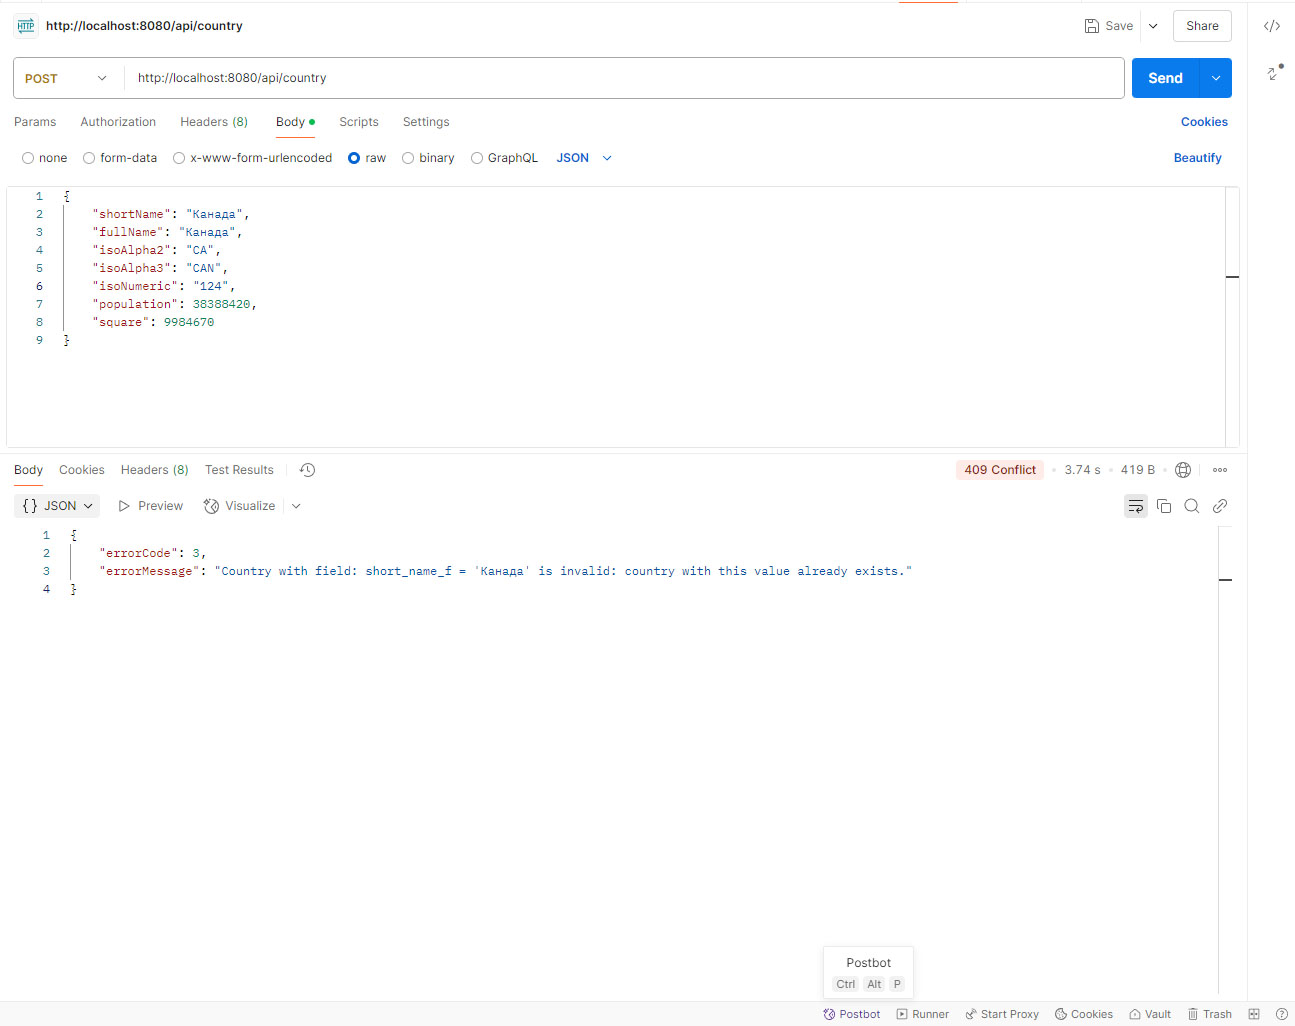 HTTP http://localhost:8080/api/country Save Share
POST http://localhost:8080/api/country Send
Params Authorization Headers (8) Body Scripts Settings Cookies
none form-data x-www-form-urlencoded raw binary GraphQL JSON Beautify
1 {
2 "shortName": "Канада",
3 "fullName": "Канада",
4 "isoAlpha2": "CA",
5 "isoAlpha3": "CAN",
6 "isoNumeric": "124",
7 "population": 38388420,
8 "square": 9984670
9 }
Body Cookies Headers (8) Test Results 409 Conflict 3.74 s 419 B
{} JSON Preview Visualize
1 {
2 "errorCode": 3,
3 "errorMessage": "Country with field: short_name_f = 'Канада' is invalid: country with this value already exists."
4 }
Postbot
Ctrl Alt P
Postbot Runner Start Proxy Cookies Vault Trash